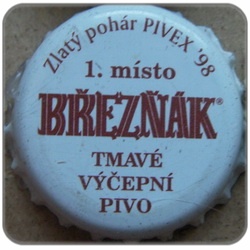 Zlatý pohár PIVEX '98
1. místo
BŘEZŇÁK®
TMAVÉ
VÝČEPNÍ
PIVO